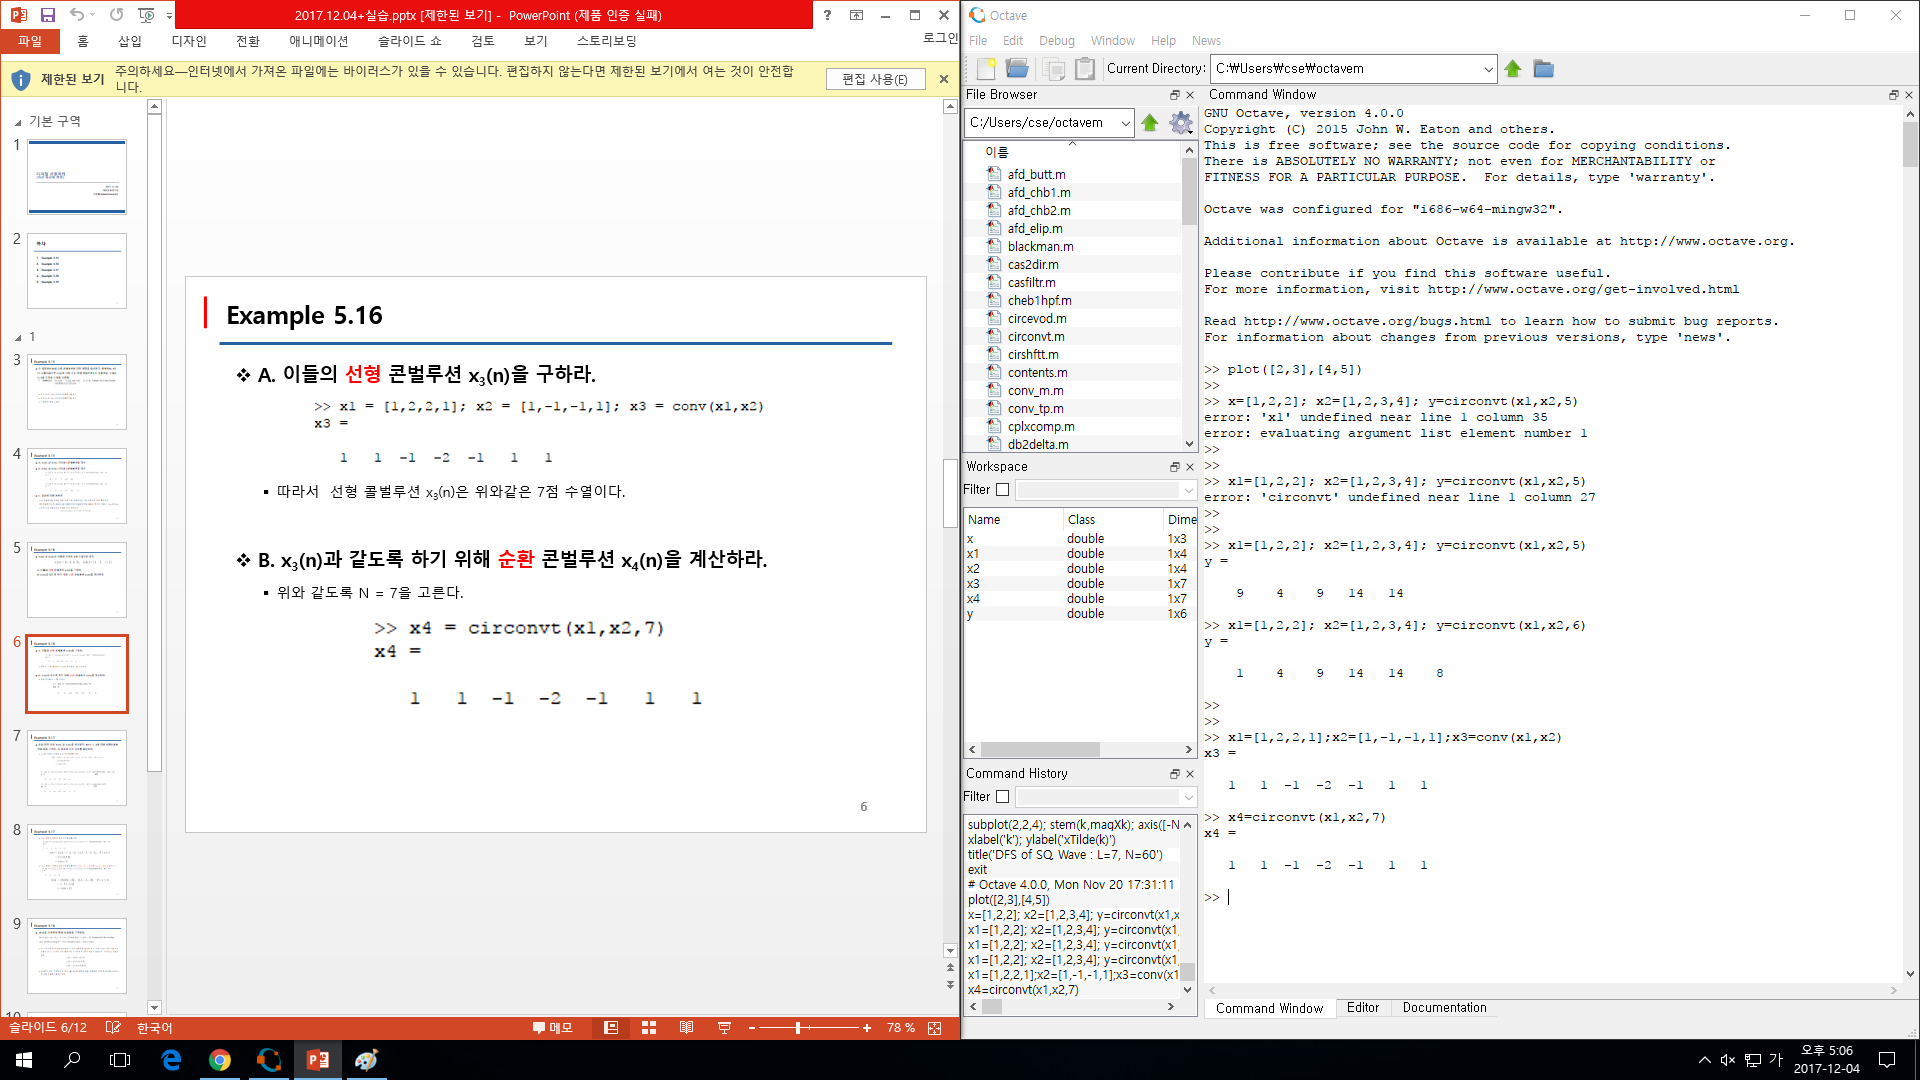 2017.12.04+실습.pptx [제한된 보기] - PowerPoint (제품 인증 실패)
파일 홈 삽입 디자인 전환 애니메이션 슬라이드 쇼 검토 보기 스토리보딩 로그인
제한된 보기 주의하세요—인터넷에서 가져온 파일에는 바이러스가 있을 수 있습니다. 편집하지 않는다면 제한된 보기에서 여는 것이 안전합
니다.
편집 사용(E)
기본 구역
1
2
1
3
4
5
6
7
8
9
10
Example 5.16
❖ A. 이들의 선형 콘벌루션 x3(n)을 구하라.
>> x1 = [1,2,2,1]; x2 = [1,-1,-1,1]; x3 = conv(x1,x2)
x3 =
1 1 -1 -2 -1 1 1
▪ 따라서 선형 콜벌루션 x3(n)은 위와같은 7점 수열이다.
❖ B. x3(n)과 같도록 하기 위해 순환 콘벌루션 x4(n)을 계산하라.
▪ 위와 같도록 N = 7을 고른다.
>> x4 = circonvt(x1,x2,7)
x4 =
1 1 -1 -2 -1 1 1
6
슬라이드 6/12 한국어 메모 78 %
Octave
File Edit Debug Window Help News
Current Directory: C:₩Users₩cse₩octavem
File Browser
C:/Users/cse/octavem
이름
afd_butt.m
afd_chb1.m
afd_chb2.m
afd_elip.m
blackman.m
cas2dir.m
casfiltr.m
cheb1hpf.m
circevod.m
circonvt.m
cirshftt.m
contents.m
conv_m.m
conv_tp.m
cplxcomp.m
db2delta.m
Workspace
Filter
Name Class Dime
x double 1x3
x1 double 1x4
x2 double 1x4
x3 double 1x7
x4 double 1x7
y double 1x6
Command History
Filter
subplot(2,2,4); stem(k,maqXk); axis([-N
xlabel('k'); ylabel('xTilde(k)')
title('DFS of SQ. Wave : L=7, N=60')
exit
# Octave 4.0.0, Mon Nov 20 17:31:11
plot([2,3],[4,5])
x=[1,2,2]; x2=[1,2,3,4]; y=circonvt(x1,x
x1=[1,2,2]; x2=[1,2,3,4]; y=circonvt(x1,
x1=[1,2,2]; x2=[1,2,3,4]; y=circonvt(x1,
x1=[1,2,2]; x2=[1,2,3,4]; y=circonvt(x1,
x1=[1,2,2,1];x2=[1,-1,-1,1];x3=conv(x1
x4=circonvt(x1,x2,7)
Command Window
GNU Octave, version 4.0.0
Copyright (C) 2015 John W. Eaton and others.
This is free software; see the source code for copying conditions.
There is ABSOLUTELY NO WARRANTY; not even for MERCHANTABILITY or
FITNESS FOR A PARTICULAR PURPOSE.  For details, type 'warranty'.
Octave was configured for "i686-w64-mingw32".
Additional information about Octave is available at http://www.octave.org.
Please contribute if you find this software useful.
For more information, visit http://www.octave.org/get-involved.html
Read http://www.octave.org/bugs.html to learn how to submit bug reports.
For information about changes from previous versions, type 'news'.
>> plot([2,3],[4,5])
>>
>> x=[1,2,2]; x2=[1,2,3,4]; y=circonvt(x1,x2,5)
error: 'x1' undefined near line 1 column 35
error: evaluating argument list element number 1
>>
>>
>> x1=[1,2,2]; x2=[1,2,3,4]; y=circonvt(x1,x2,5)
error: 'circonvt' undefined near line 1 column 27
>>
>>
>> x1=[1,2,2]; x2=[1,2,3,4]; y=circonvt(x1,x2,5)
y =
9 4 9 14 14
>> x1=[1,2,2]; x2=[1,2,3,4]; y=circonvt(x1,x2,6)
y =
1 4 9 14 14 8
>>
>>
>> x1=[1,2,2,1];x2=[1,-1,-1,1];x3=conv(x1,x2)
x3 =
1 1 -1 -2 -1 1 1
>> x4=circonvt(x1,x2,7)
x4 =
1 1 -1 -2 -1 1 1
>>
Command Window Editor Documentation
가 오후 5:06
2017-12-04